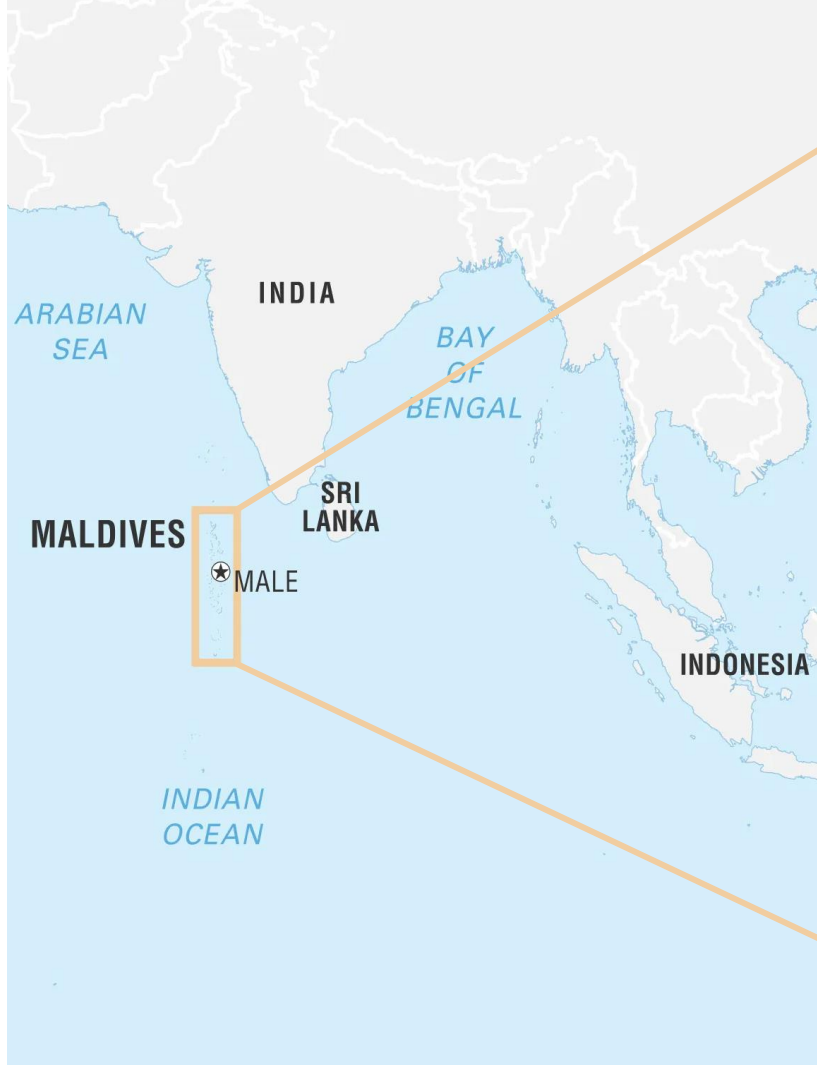 INDIA
ARABIAN
SEA
BAY
OF
BENGAL
SRI
LANKA
MALDIVES
MALE
INDONESIA
INDIAN
OCEAN